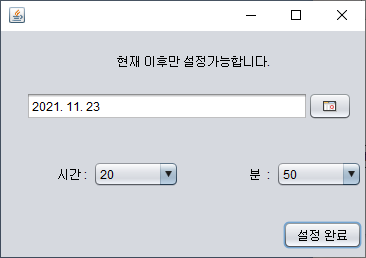 현재 이후만 설정가능합니다.
2021. 11. 23
시간 : 20 분 : 50
설정 완료